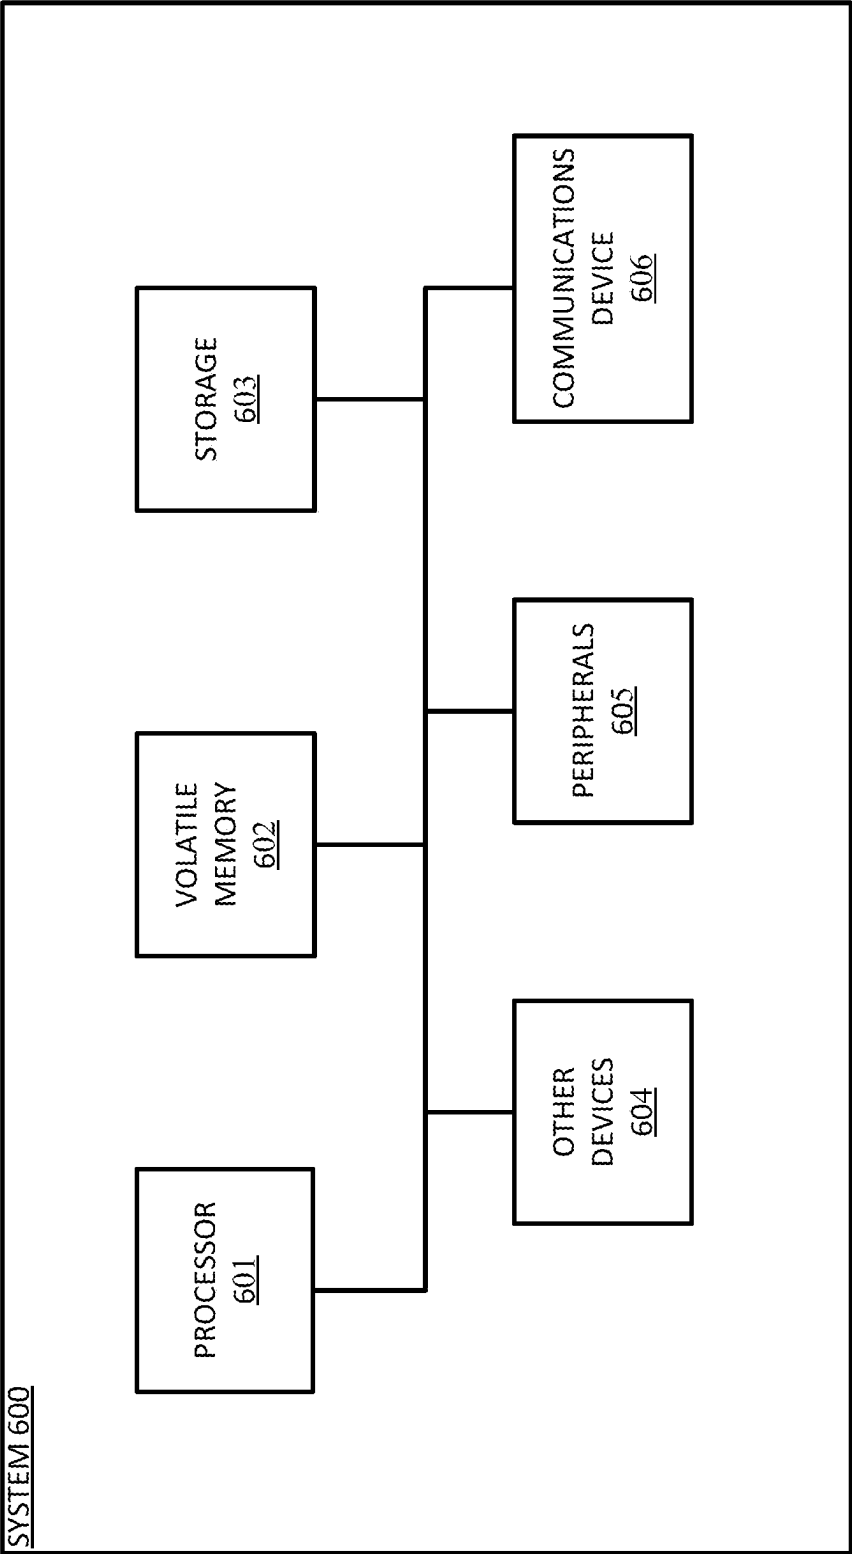 SYSTEM 600
PROCESSOR
601
VOLATILE
MEMORY
602
STORAGE
603
OTHER
DEVICES
604
PERIPHERALS
605
COMMUNICATIONS
DEVICE
606